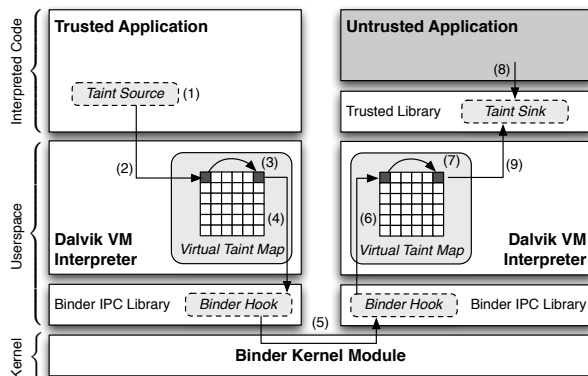 Interpreted Code
Trusted Application
Taint Source
(1)
Untrusted Application
(8)
Trusted Library
Taint Sink
Userspace
(2)
(3)
(4)
Virtual Taint Map
Dalvik VM
Interpreter
(7)
(9)
(6)
Virtual Taint Map
Dalvik VM
Interpreter
Binder IPC Library
Binder Hook
(5)
Binder Hook
Binder IPC Library
Kernel
Binder Kernel Module